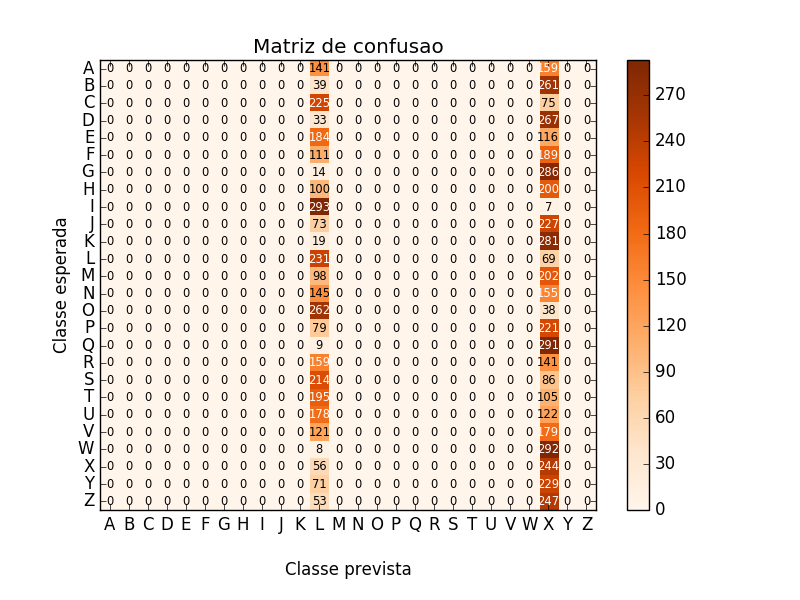 Matriz de confusao
A 0 0 0 0 0 0 0 0 0 0 0 141 0 0 0 0 0 0 0 0 0 0 0 159 0 0
B 0 0 0 0 0 0 0 0 0 0 0 39 0 0 0 0 0 0 0 0 0 0 0 261 0 0
C 0 0 0 0 0 0 0 0 0 0 0 225 0 0 0 0 0 0 0 0 0 0 0 75 0 0
D 0 0 0 0 0 0 0 0 0 0 0 33 0 0 0 0 0 0 0 0 0 0 0 267 0 0
E 0 0 0 0 0 0 0 0 0 0 0 184 0 0 0 0 0 0 0 0 0 0 0 116 0 0
F 0 0 0 0 0 0 0 0 0 0 0 111 0 0 0 0 0 0 0 0 0 0 0 189 0 0
G 0 0 0 0 0 0 0 0 0 0 0 14 0 0 0 0 0 0 0 0 0 0 0 286 0 0
H 0 0 0 0 0 0 0 0 0 0 0 100 0 0 0 0 0 0 0 0 0 0 0 200 0 0
I 0 0 0 0 0 0 0 0 0 0 0 293 0 0 0 0 0 0 0 0 0 0 0 7 0 0
J 0 0 0 0 0 0 0 0 0 0 0 73 0 0 0 0 0 0 0 0 0 0 0 227 0 0
K 0 0 0 0 0 0 0 0 0 0 0 19 0 0 0 0 0 0 0 0 0 0 0 281 0 0
L 0 0 0 0 0 0 0 0 0 0 0 231 0 0 0 0 0 0 0 0 0 0 0 69 0 0
M 0 0 0 0 0 0 0 0 0 0 0 98 0 0 0 0 0 0 0 0 0 0 0 202 0 0
N 0 0 0 0 0 0 0 0 0 0 0 145 0 0 0 0 0 0 0 0 0 0 0 155 0 0
O 0 0 0 0 0 0 0 0 0 0 0 262 0 0 0 0 0 0 0 0 0 0 0 38 0 0
P 0 0 0 0 0 0 0 0 0 0 0 79 0 0 0 0 0 0 0 0 0 0 0 221 0 0
Q 0 0 0 0 0 0 0 0 0 0 0 9 0 0 0 0 0 0 0 0 0 0 0 291 0 0
R 0 0 0 0 0 0 0 0 0 0 0 159 0 0 0 0 0 0 0 0 0 0 0 141 0 0
S 0 0 0 0 0 0 0 0 0 0 0 214 0 0 0 0 0 0 0 0 0 0 0 86 0 0
T 0 0 0 0 0 0 0 0 0 0 0 195 0 0 0 0 0 0 0 0 0 0 0 105 0 0
U 0 0 0 0 0 0 0 0 0 0 0 178 0 0 0 0 0 0 0 0 0 0 0 122 0 0
V 0 0 0 0 0 0 0 0 0 0 0 121 0 0 0 0 0 0 0 0 0 0 0 179 0 0
W 0 0 0 0 0 0 0 0 0 0 0 8 0 0 0 0 0 0 0 0 0 0 0 292 0 0
X 0 0 0 0 0 0 0 0 0 0 0 56 0 0 0 0 0 0 0 0 0 0 0 244 0 0
Y 0 0 0 0 0 0 0 0 0 0 0 71 0 0 0 0 0 0 0 0 0 0 0 229 0 0
Z 0 0 0 0 0 0 0 0 0 0 0 53 0 0 0 0 0 0 0 0 0 0 0 247 0 0
A B C D E F G H I J K L M N O P Q R S T U V W X Y Z
Classe prevista
Classe esperada
270
240
210
180
150
120
90
60
30
0